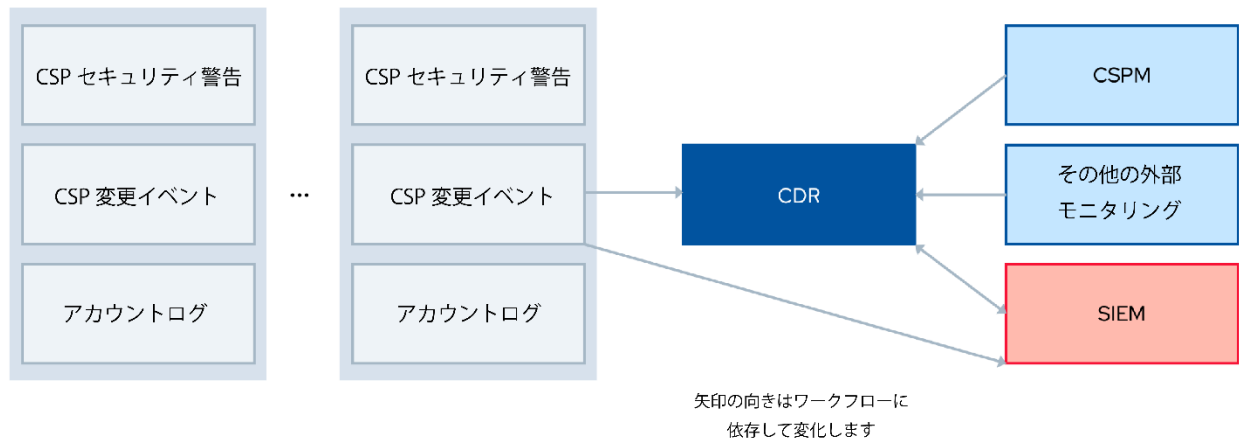 CSP セキュリティ警告
CSP 変更イベント
アカウントログ
...
CSP セキュリティ警告
CSP 変更イベント
アカウントログ
CDR
CSPM
その他の外部
モニタリング
SIEM
矢印の向きはワークフローに
依存して変化します